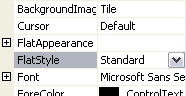 BackgroundImag Tile
Cursor Default
FlatAppearance
FlatStyle Standard
Font Microsoft Sans Se
ForeColor ControlText